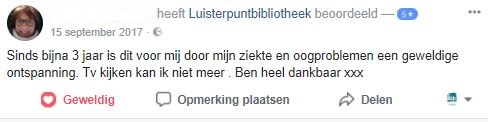 heeft Luisterpuntbibliotheek beoordeeld — 5★
15 september 2017 ·
Sinds bijna 3 jaar is dit voor mij door mijn ziekte en oogproblemen een geweldige
ontspanning. Tv kijken kan ik niet meer . Ben heel dankbaar xxx
Geweldig Opmerking plaatsen Delen